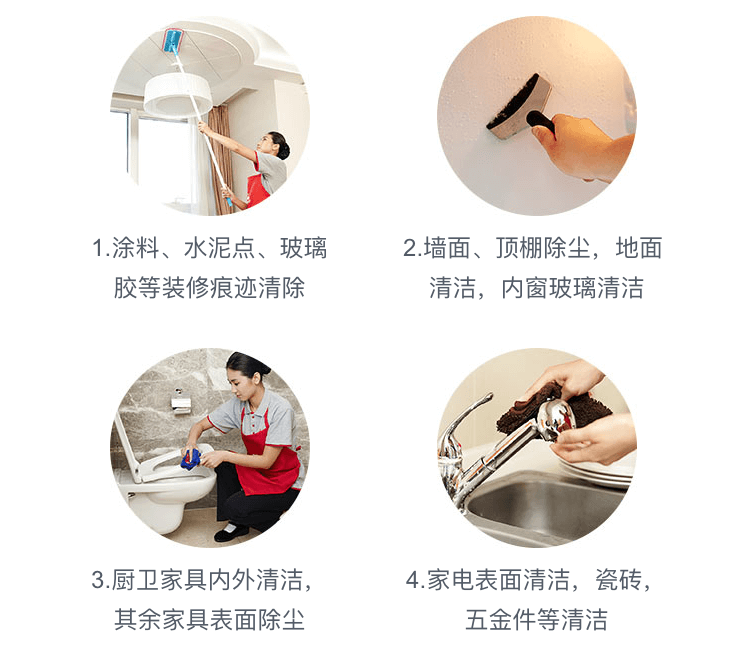 1.涂料、水泥点、玻璃
胶等装修痕迹清除
2.墙面、顶棚除尘，地面
清洁，内窗玻璃清洁
3.厨卫家具内外清洁，
其余家具表面除尘
4.家电表面清洁，瓷砖，
五金件等清洁